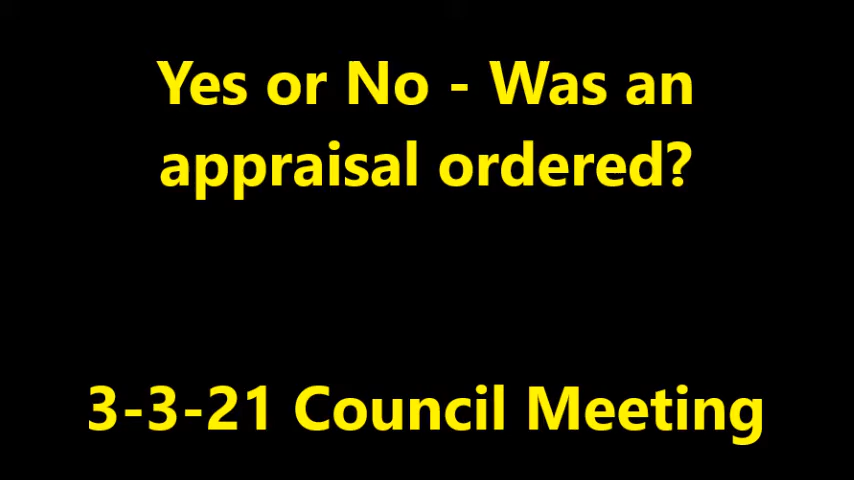 Yes or No - Was an
appraisal ordered?
3-3-21 Council Meeting